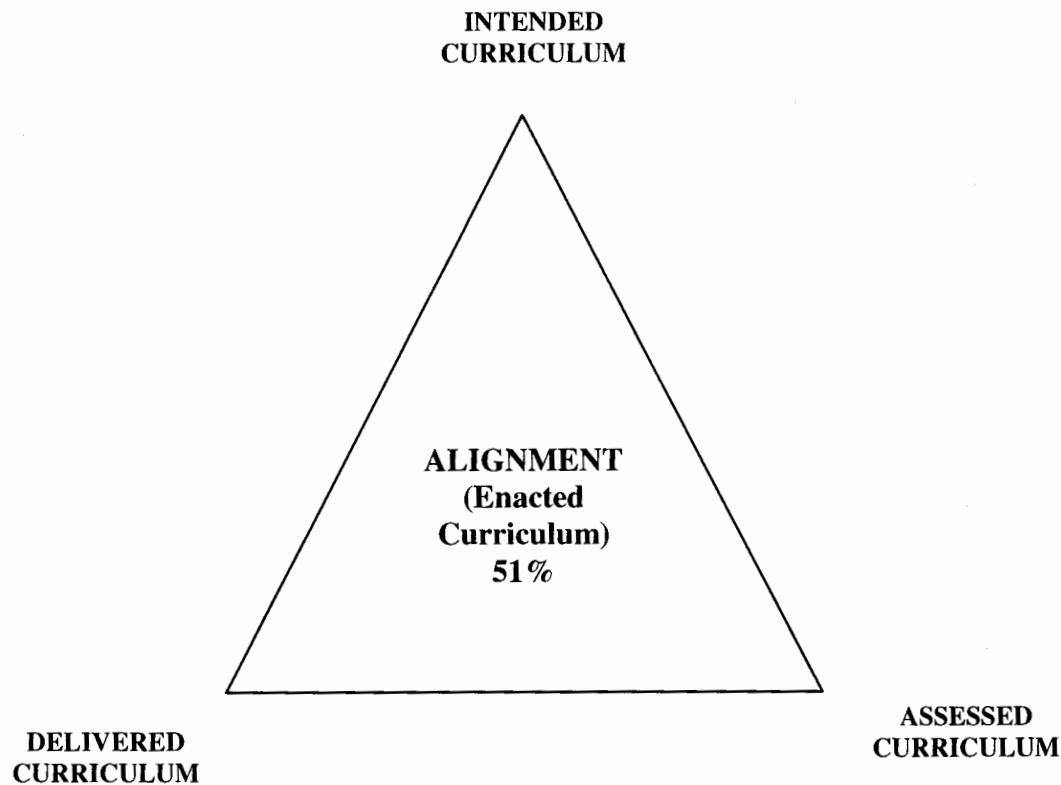 INTENDED
CURRICULUM
ALIGNMENT
(Enacted
Curriculum)
51%
DELIVERED
CURRICULUM
ASSESSED
CURRICULUM